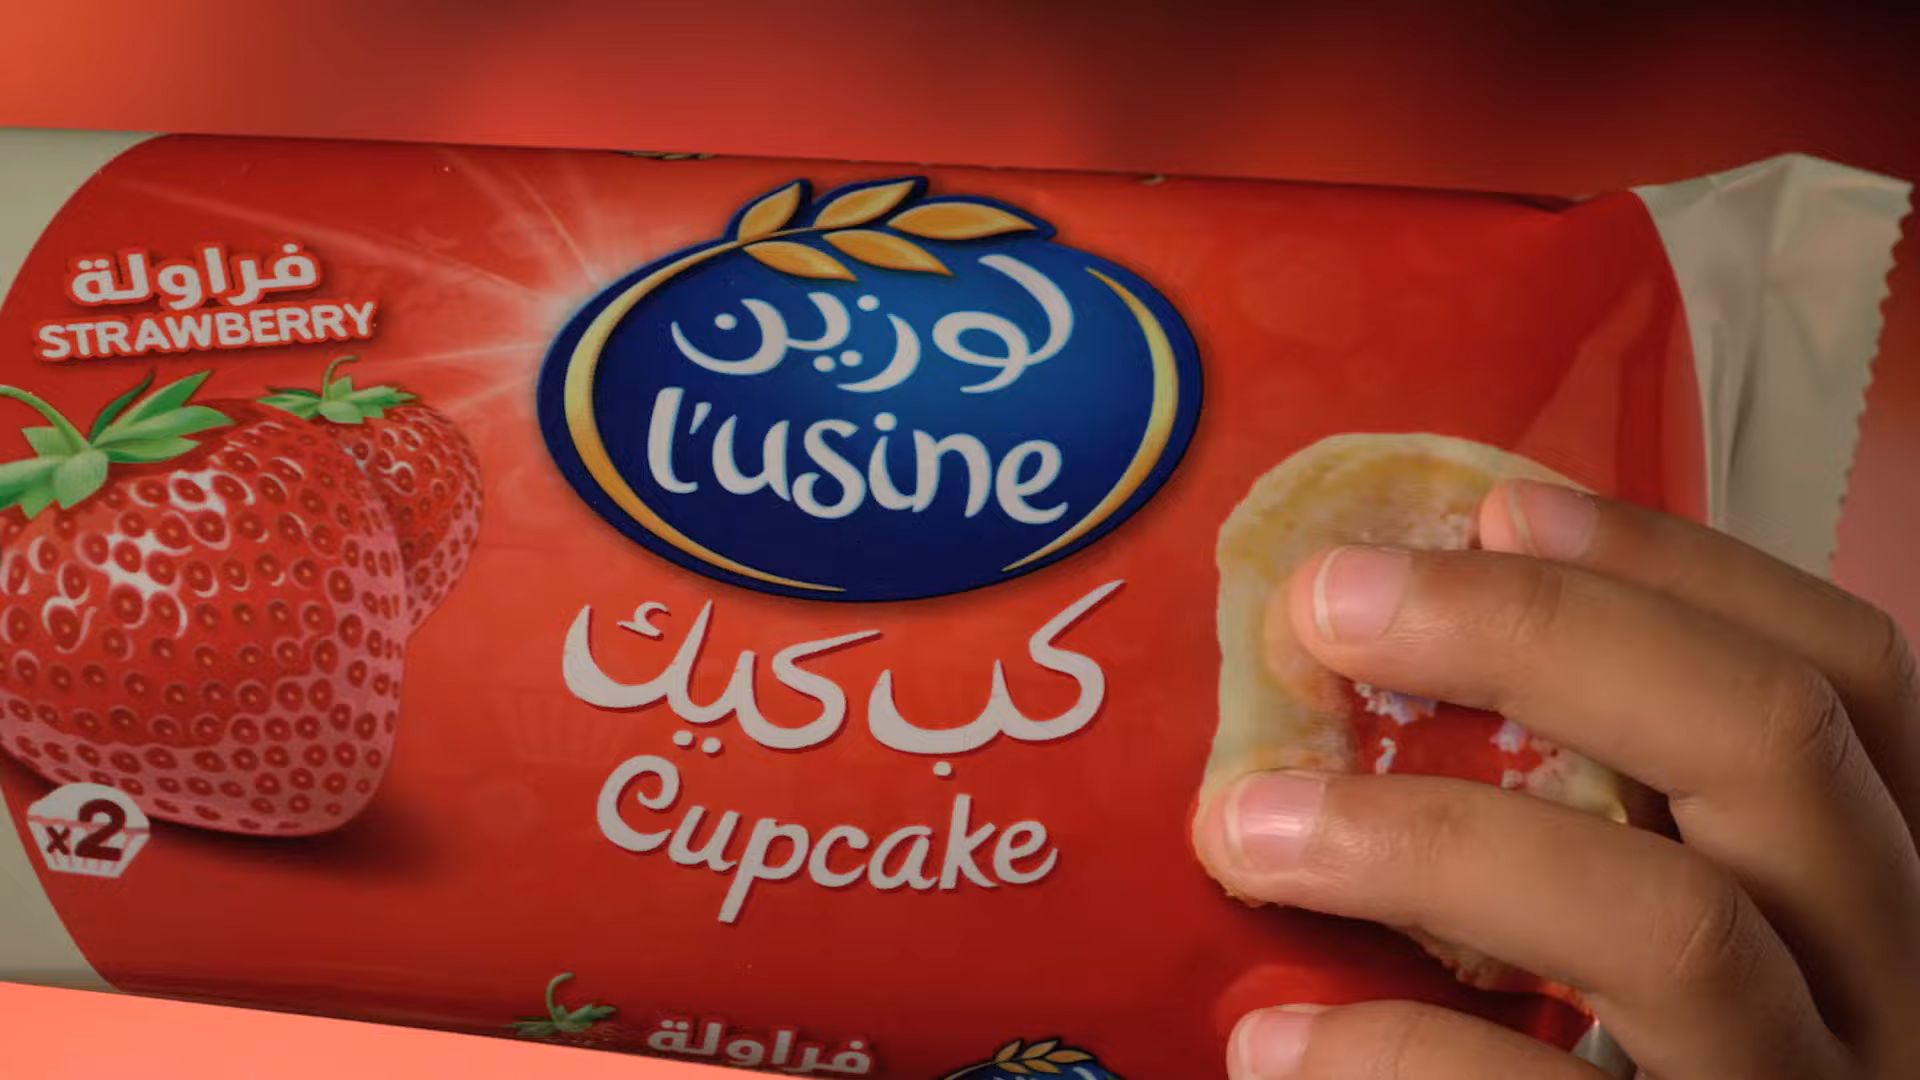 فراولة
STRAWBERRY
لوزين
l'usine
كب كيك
Cupcake
x2
فراولة